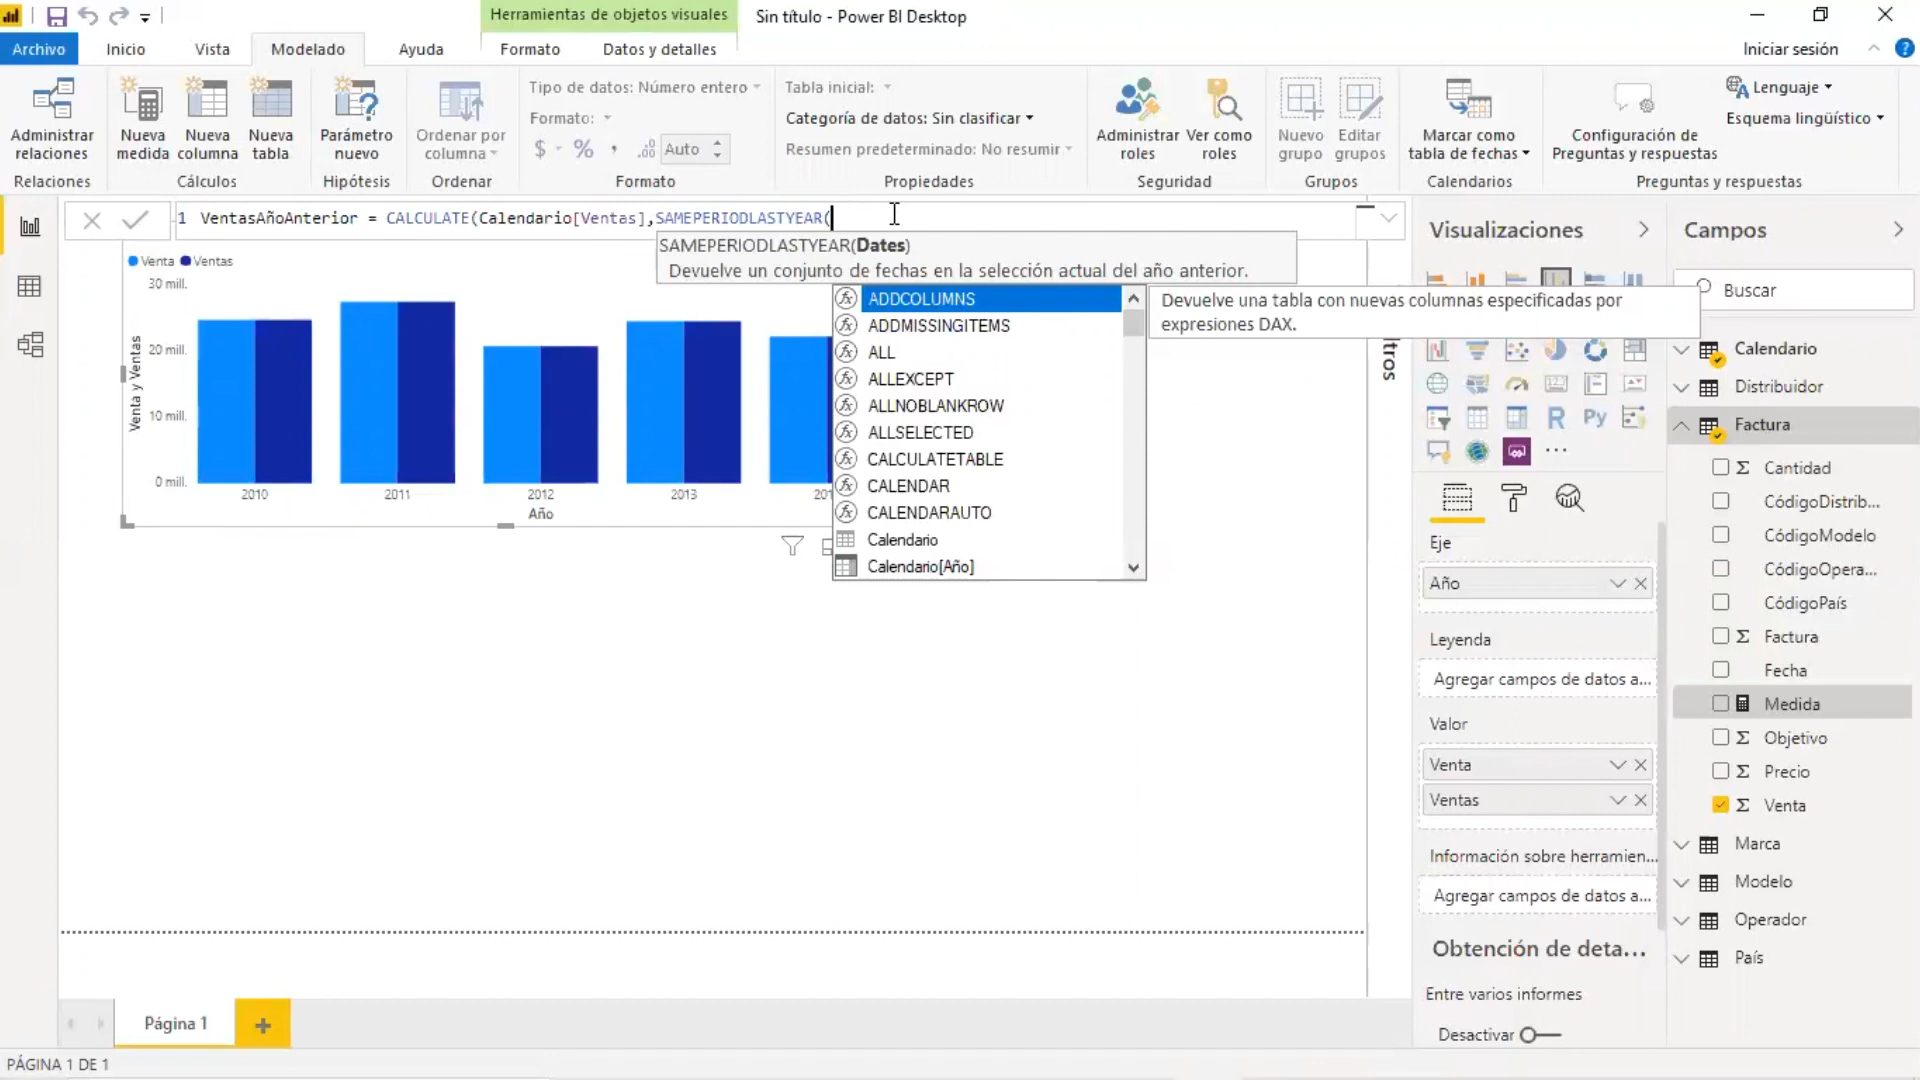 Herramientas de objetos visuales
Sin título - Power BI Desktop
Archivo
Inicio
Vista
Modelado
Ayuda
Formato
Datos y detalles
Iniciar sesión
Administrar
relaciones
Relaciones
Nueva
medida
Nueva
columna
Nueva
tabla
Cálculos
Parámetro
nuevo
Hipótesis
Ordenar por
columna
Ordenar
Tipo de datos: Número entero
Formato:
$ % , .00 Auto
Formato
Tabla inicial:
Categoría de datos: Sin clasificar
Resumen predeterminado: No resumir
Propiedades
Administrar
roles
Ver como
roles
Seguridad
Nuevo
grupo
Editar
grupos
Grupos
Marcar como
tabla de fechas
Calendarios
Configuración de
Preguntas y respuestas
Lenguaje
Esquema lingüístico
Preguntas y respuestas
1 VentasAñoAnterior = CALCULATE(Calendario[Ventas],SAMEPERIODLASTYEAR(
SAMEPERIODLASTYEAR(Dates)
Devuelve un conjunto de fechas en la selección actual del año anterior.
ADDCOLUMNS
ADDMISSINGITEMS
ALL
ALLEXCEPT
ALLNOBLANKROW
ALLSELECTED
CALCULATETABLE
CALENDAR
CALENDARAUTO
Calendario
Calendario[Año]
Devuelve una tabla con nuevas columnas especificadas por
expresiones DAX.
Venta Ventas
30 mill.
20 mill.
10 mill.
0 mill.
Venta y Ventas
2010
2011
2012
2013
201
Año
ltros
Visualizaciones
R
Py
Eje
Año
Leyenda
Agregar campos de datos a...
Valor
Venta
Ventas
Información sobre herramien...
Agregar campos de datos a...
Obtención de deta...
Entre varios informes
Desactivar
Campos
Buscar
Calendario
Distribuidor
Factura
Cantidad
CódigoDistrib...
CódigoModelo
CódigoOpera...
CódigoPaís
Factura
Fecha
Medida
Objetivo
Precio
Venta
Marca
Modelo
Operador
País
Página 1
PÁGINA 1 DE 1